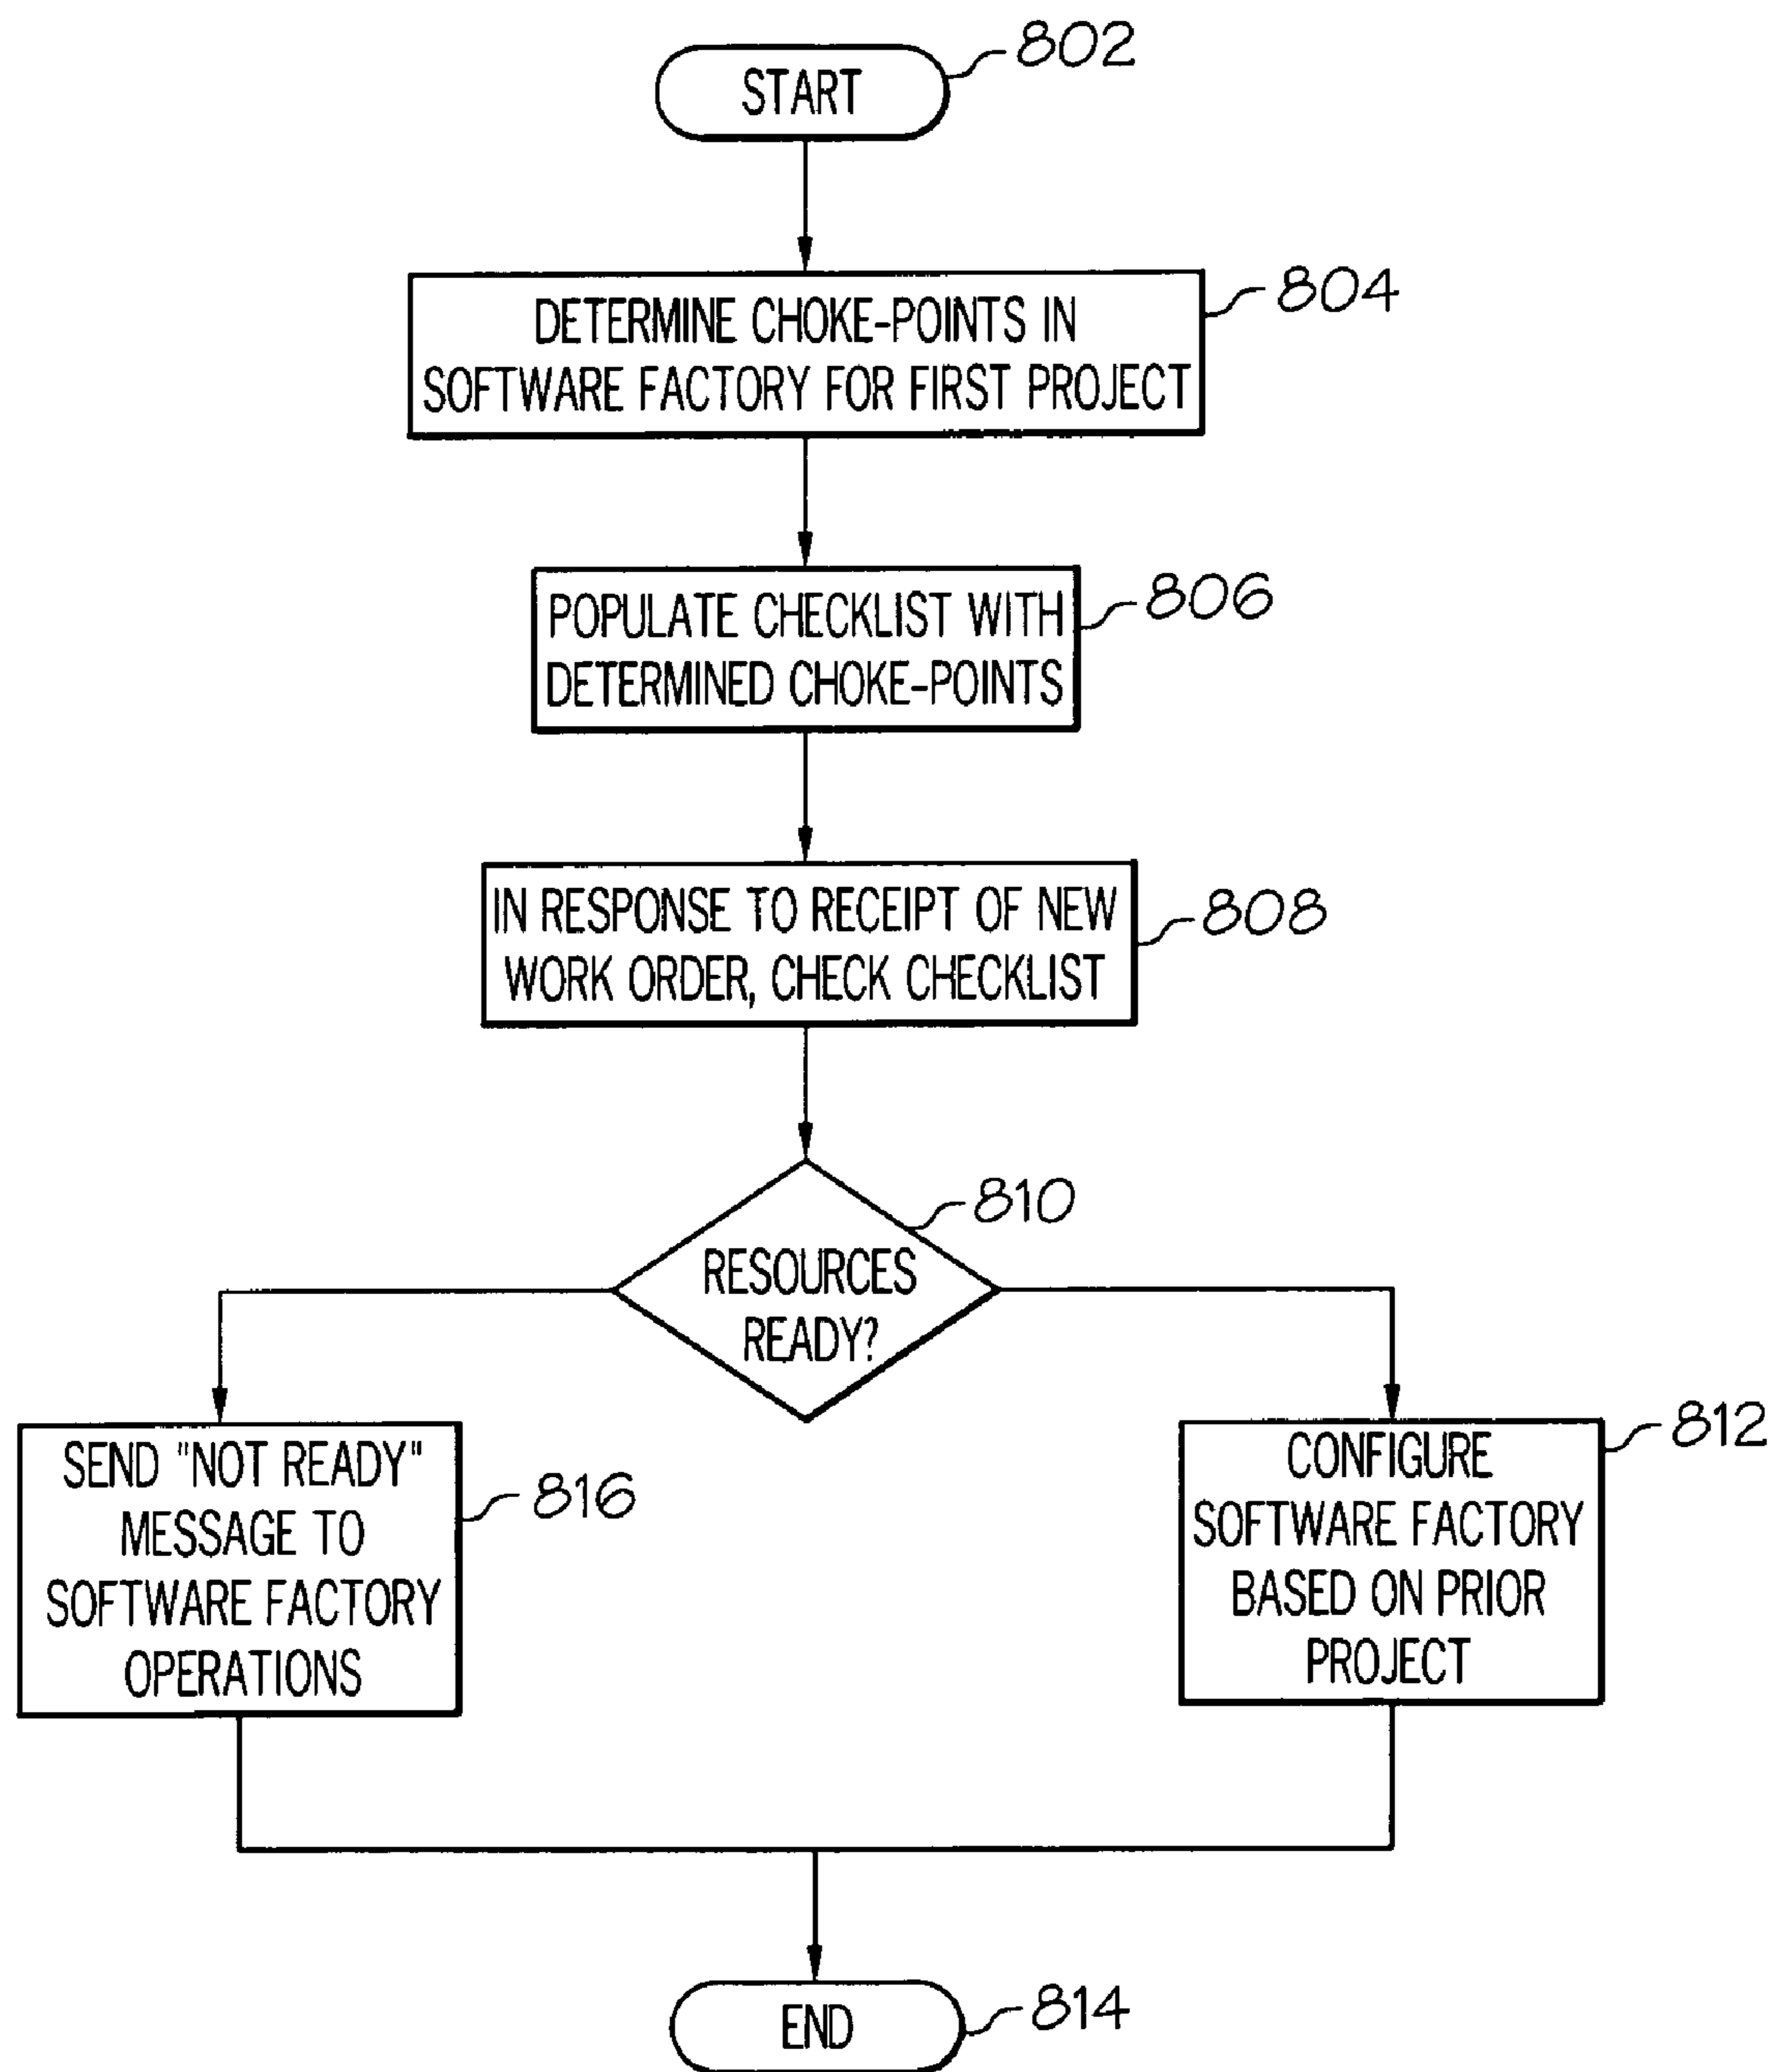 START
802
DETERMINE CHOKE-POINTS IN
SOFTWARE FACTORY FOR FIRST PROJECT
804
POPULATE CHECKLIST WITH
DETERMINED CHOKE-POINTS
806
IN RESPONSE TO RECEIPT OF NEW
WORK ORDER, CHECK CHECKLIST
808
RESOURCES
READY?
810
SEND "NOT READY"
MESSAGE TO
SOFTWARE FACTORY
OPERATIONS
816
CONFIGURE
SOFTWARE FACTORY
BASED ON PRIOR
PROJECT
812
END
814